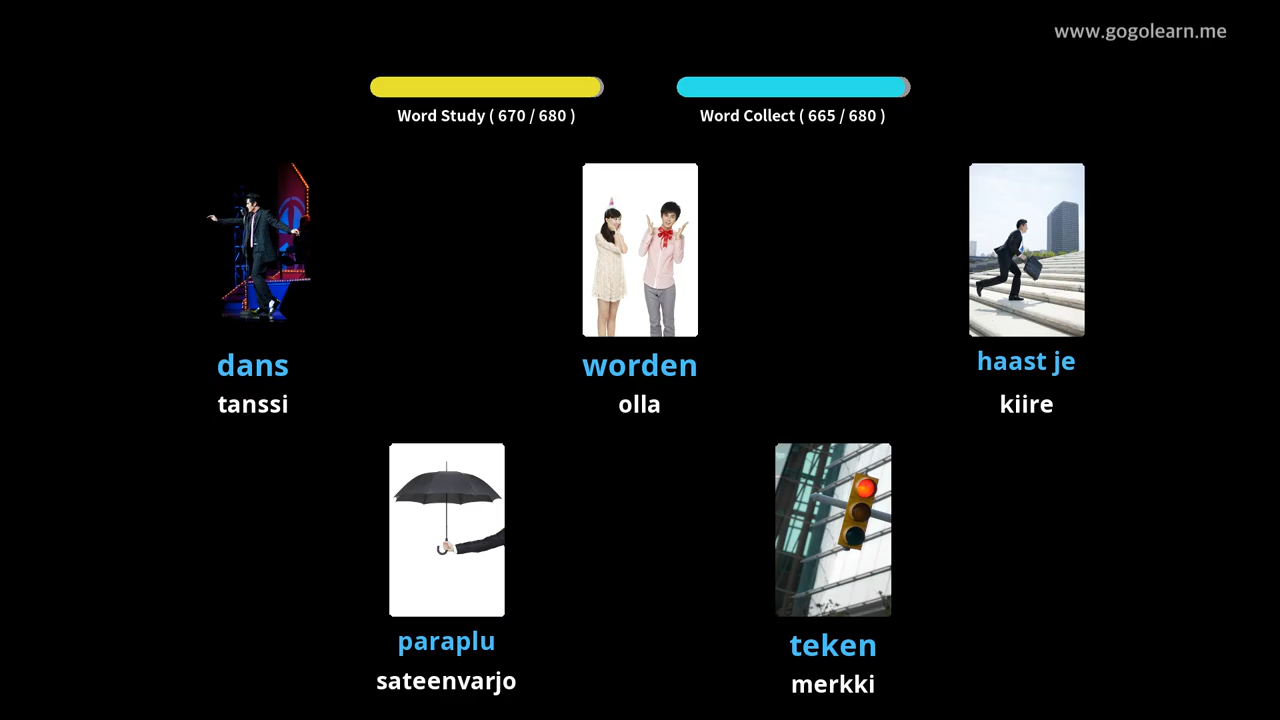 www.gogolearn.me
Word Study ( 670 / 680 )
Word Collect ( 665 / 680 )
dans
tanssi
worden
olla
haast je
kiire
paraplu
sateenvarjo
teken
merkki